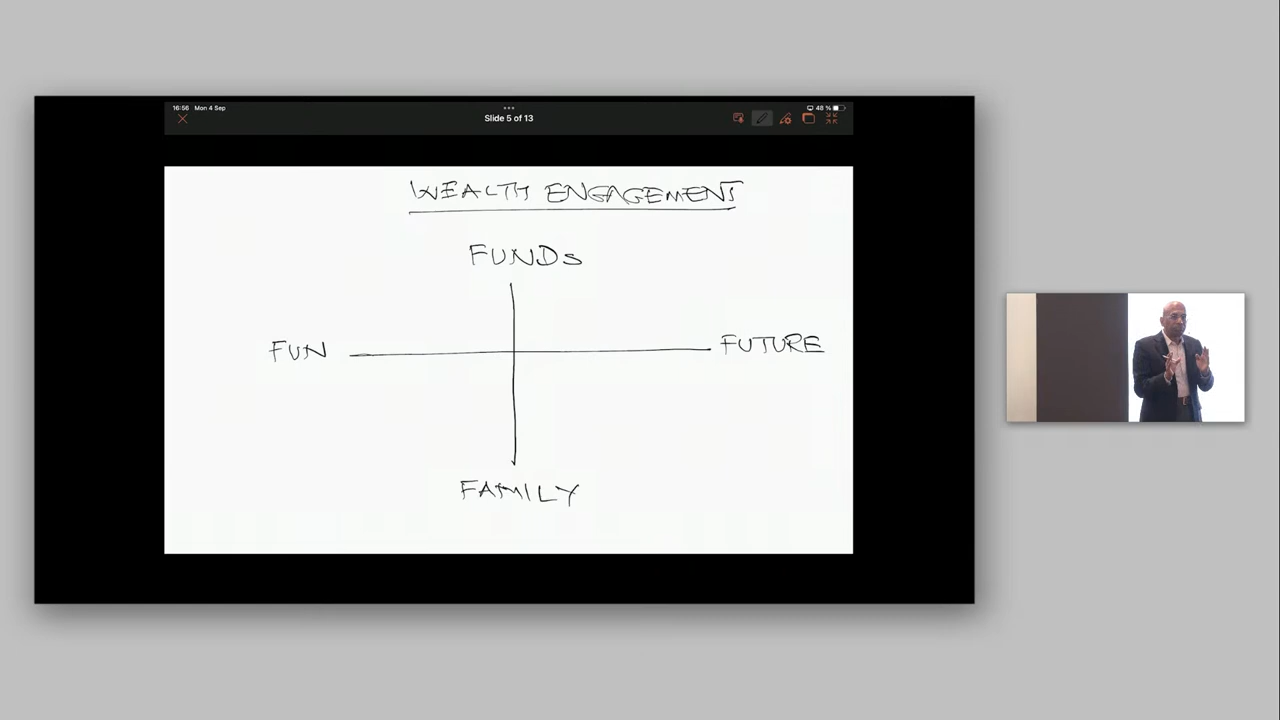 16:56 Mon 4 Sep
48 %
Slide 5 of 13
WEALTH ENGAGEMENT
FUNDS
FUN
FUTURE
FAMILY